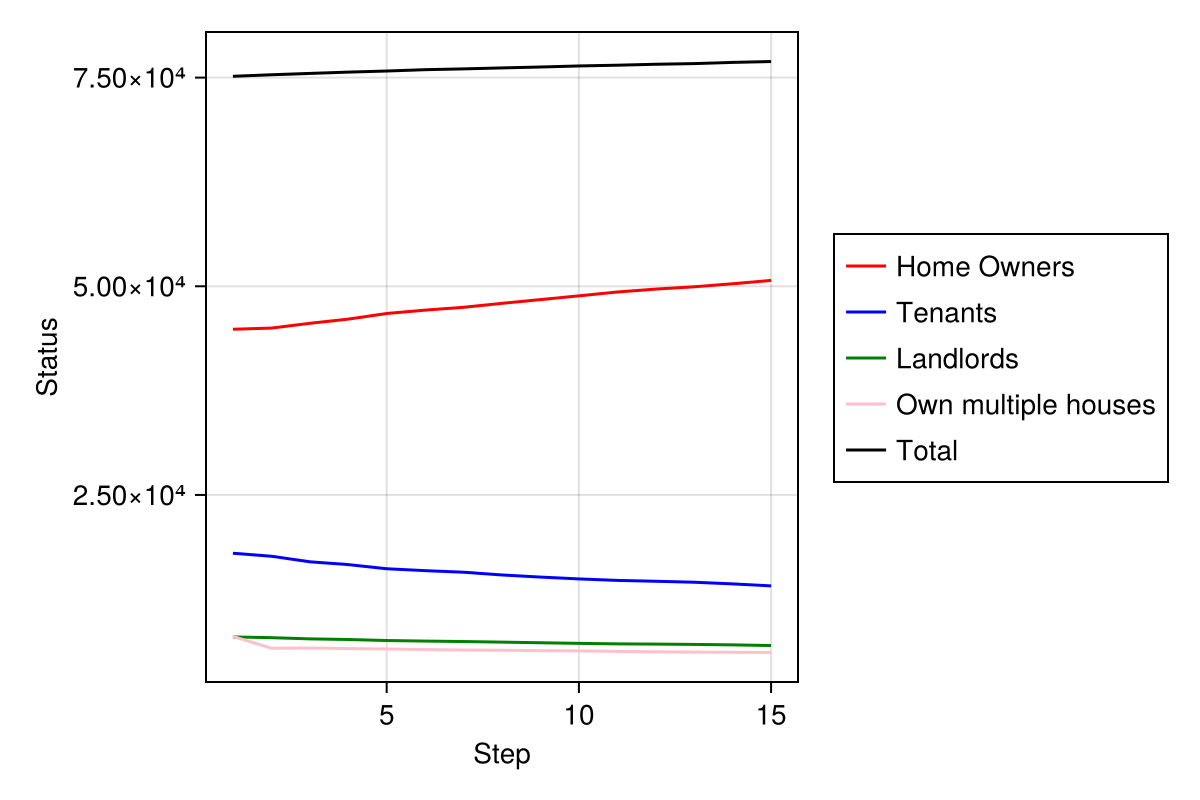 7.50×10⁴
5.00×10⁴
2.50×10⁴
Status
5 10 15
Step
Home Owners
Tenants
Landlords
Own multiple houses
Total